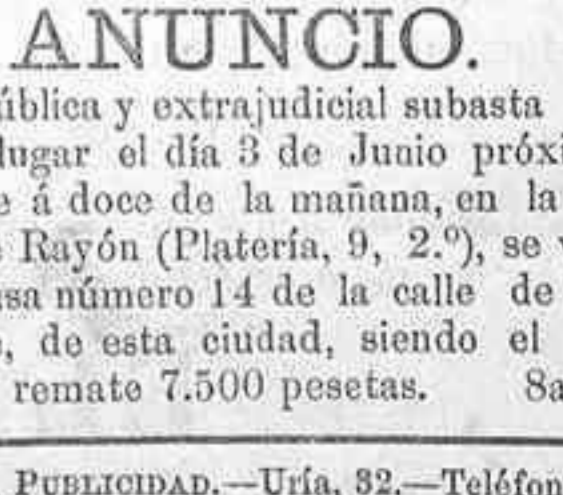 ANUNCIO.
ública y extrajudicial subasta
lugar el día 3 de Junio próxi
e á doce de la mañana, en la
Rayón (Platería, 9, 2.º), se v
sa número 14 de la calle de
, de esta ciudad, siendo el
remate 7.500 pesetas. 8a
PUBLICIDAD.—Uría, 32.—Teléfon